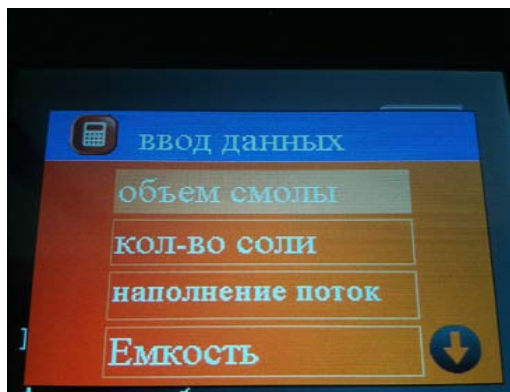 ввод данных
объем смолы
кол-во соли
наполнение поток
Емкость